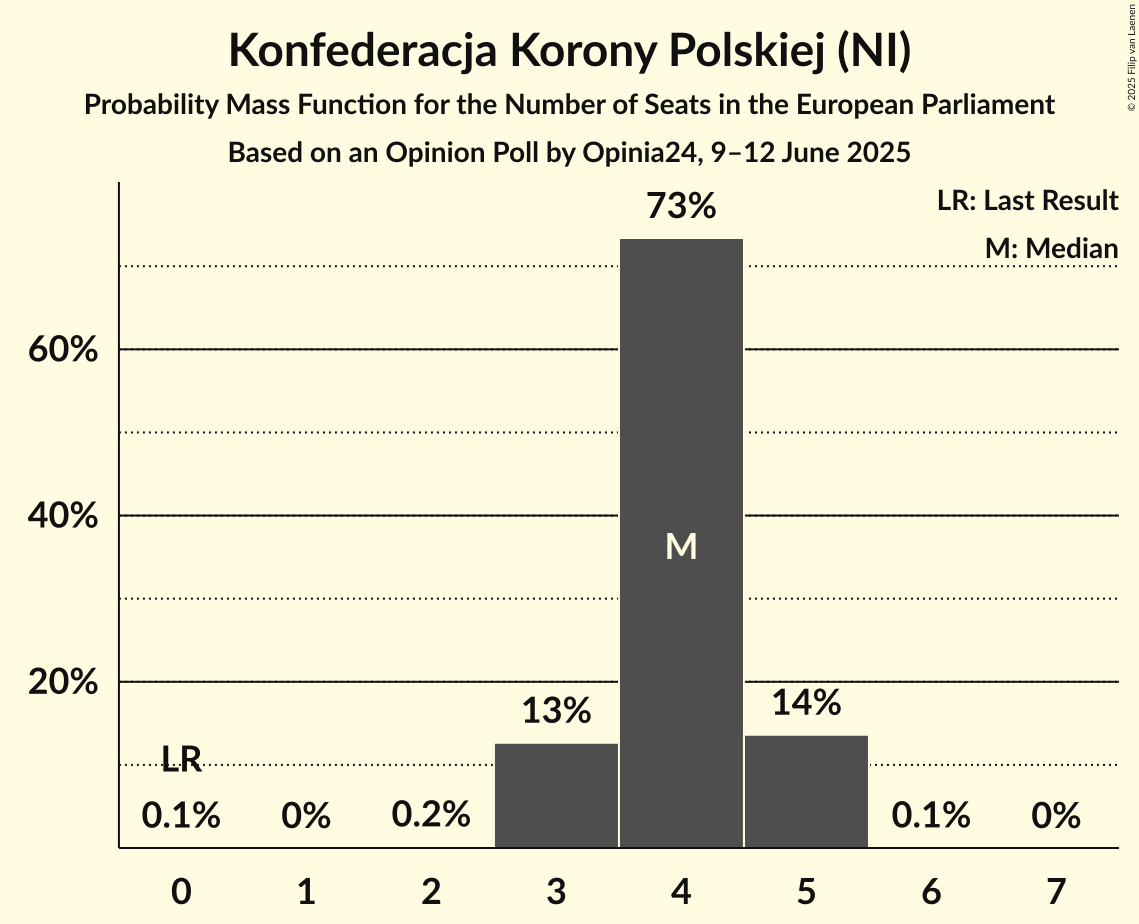 Konfederacja Korony Polskiej (NI)
Probability Mass Function for the Number of Seats in the European Parliament
Based on an Opinion Poll by Opinia24, 9–12 June 2025
© 2025 Filip van Laenen
LR: Last Result
M: Median
73%
60%
40%
M
20%
13%
14%
LR
0.1%
0%
0.2%
0.1%
0%
0 1 2 3 4 5 6 7